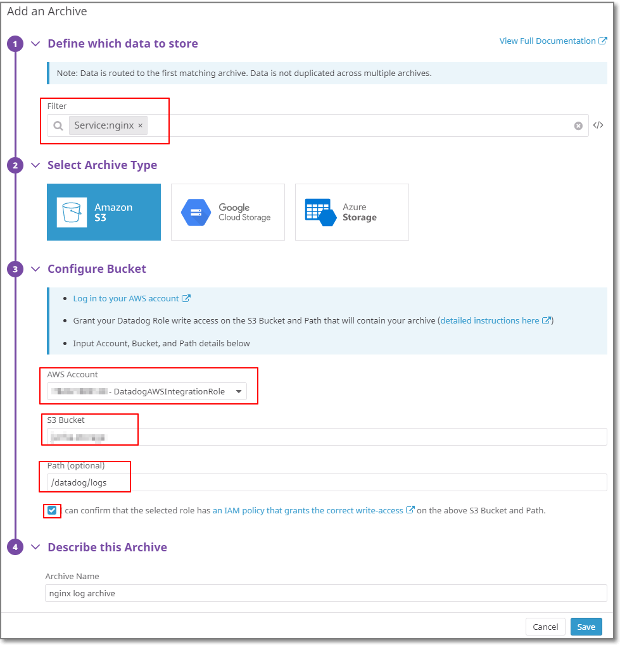 Add an Archive
1
Define which data to store
View Full Documentation
Note: Data is routed to the first matching archive. Data is not duplicated across multiple archives.
Filter
Service:nginx ×
</>
2
Select Archive Type
Amazon
S3
Google
Cloud Storage
Azure
Storage
3
Configure Bucket
• Log in to your AWS account
• Grant your Datadog Role write access on the S3 Bucket and Path that will contain your archive (detailed instructions here)
• Input Account, Bucket, and Path details below
AWS Account
- DatadogAWSIntegrationRole
S3 Bucket
Path (optional)
/datadog/logs
can confirm that the selected role has an IAM policy that grants the correct write-access on the above S3 Bucket and Path.
4
Describe this Archive
Archive Name
nginx log archive
Cancel
Save